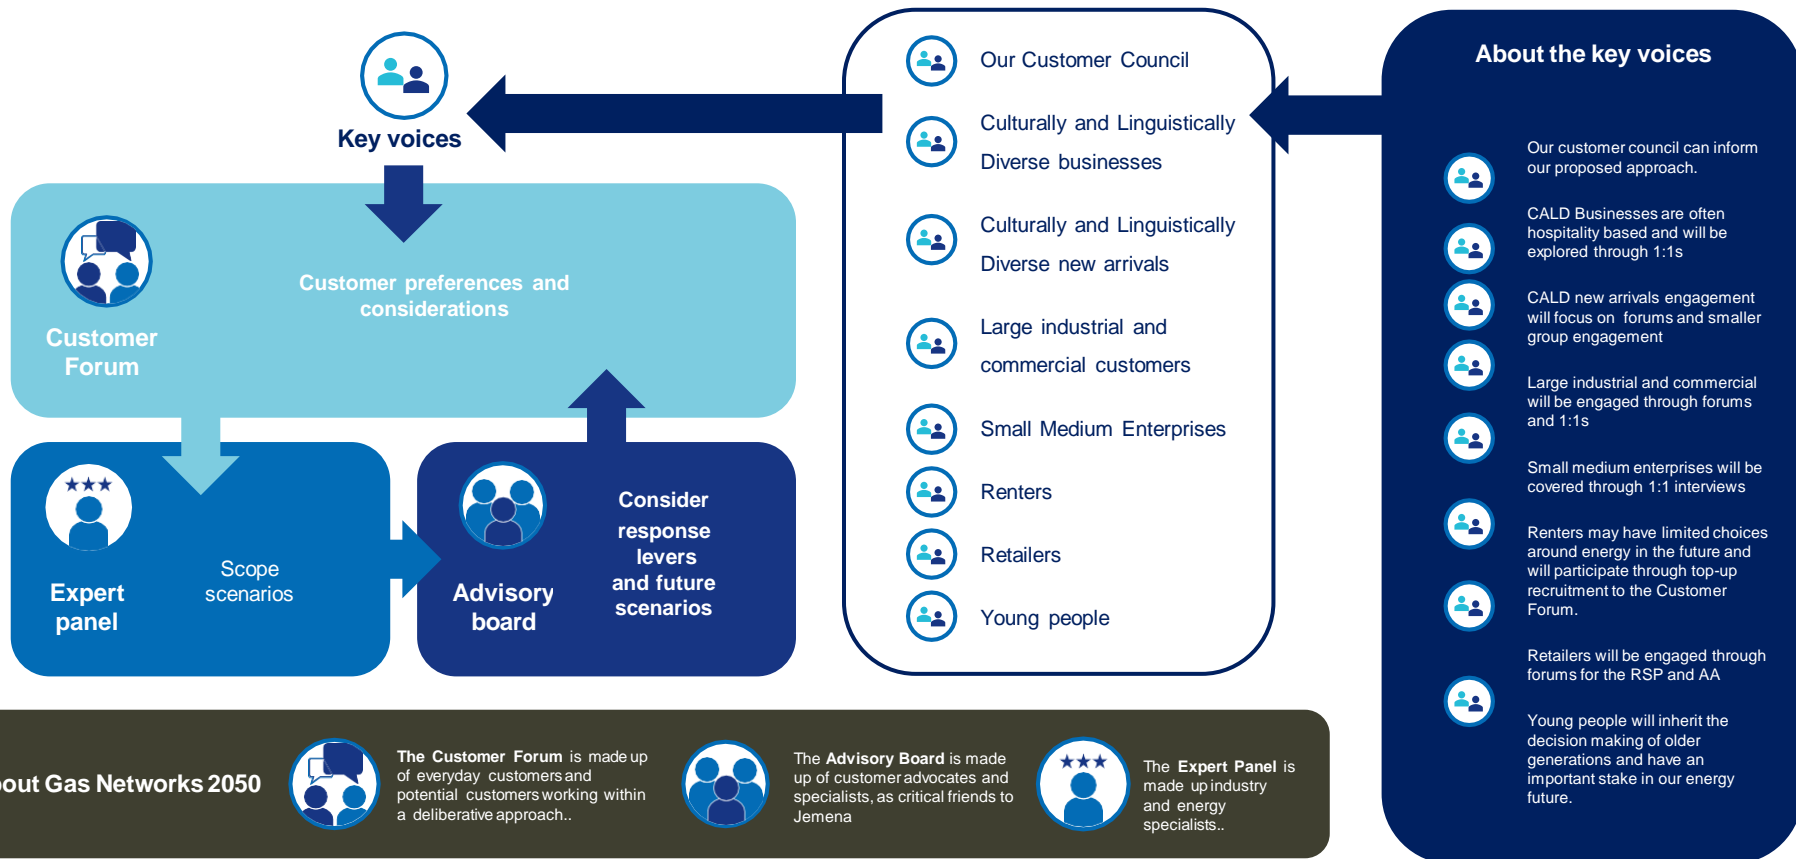 Key voices
Customer
Forum
Customer preferences and
considerations
Expert
panel
Scope
scenarios
Advisory
board
Consider
response
levers
and future
scenarios
Our Customer Council
Culturally and Linguistically
Diverse businesses
Culturally and Linguistically
Diverse new arrivals
Large industrial and
commercial customers
Small Medium Enterprises
Renters
Retailers
Young people
About the key voices
Our customer council can inform
our proposed approach.
CALD Businesses are often
hospitality based and will be
explored through 1:1s
CALD new arrivals engagement
will focus on forums and smaller
group engagement
Large industrial and commercial
will be engaged through forums
and 1:1s
Small medium enterprises will be
covered through 1:1 interviews
Renters may have limited choices
around energy in the future and
will participate through top-up
recruitment to the Customer
Forum.
Retailers will be engaged through
forums for the RSP and AA
Young people will inherit the
decision making of older
generations and have an
important stake in our energy
future.
out Gas Networks 2050
The Customer Forum is made up
of everyday customers and
potential customers working within
a deliberative approach..
The Advisory Board is made
up of customer advocates and
specialists, as critical friends to
Jemena
The Expert Panel is
made up industry
and energy
specialists..